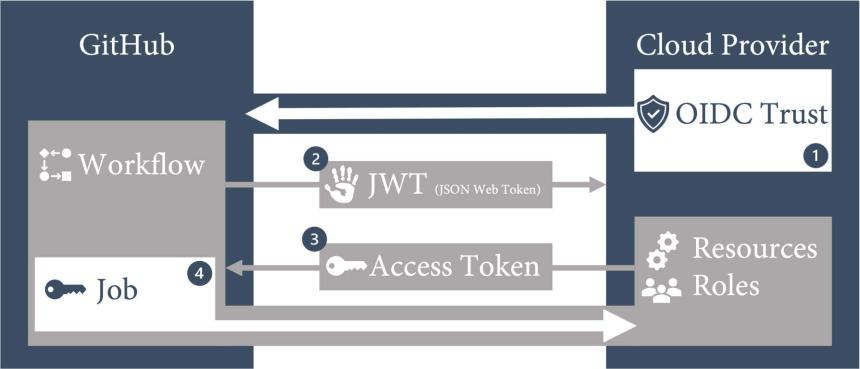 GitHub
Cloud Provider
OIDC Trust
1
Workflow
2
JWT (JSON Web Token)
3
Access Token
Resources
Roles
4
Job